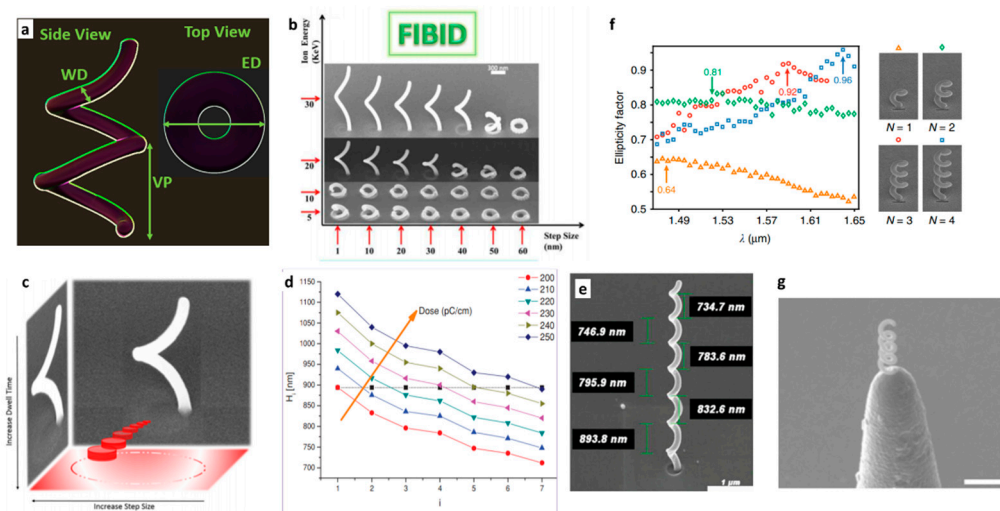 a
Side View
Top View
WD
ED
VP
b
FIBID
Ion Energy
(KeV)
300 nm
30
20
10
5
1
10
20
30
40
50
60
Step Size
(nm)
f
Ellipticity factor
0.9
0.8
0.7
0.6
0.5
0.81
0.92
0.96
0.64
1.49
1.53
1.57
1.61
1.65
λ (μm)
N = 1
N = 2
N = 3
N = 4
c
Increase Dwell Time
Increase Step Size
d
Hi [nm]
1150
1100
1050
1000
950
900
850
800
750
700
Dose (pC/cm)
200
210
220
230
240
250
1
2
3
4
5
6
7
i
e
734.7 nm
746.9 nm
783.6 nm
795.9 nm
832.6 nm
893.8 nm
1 μm
g